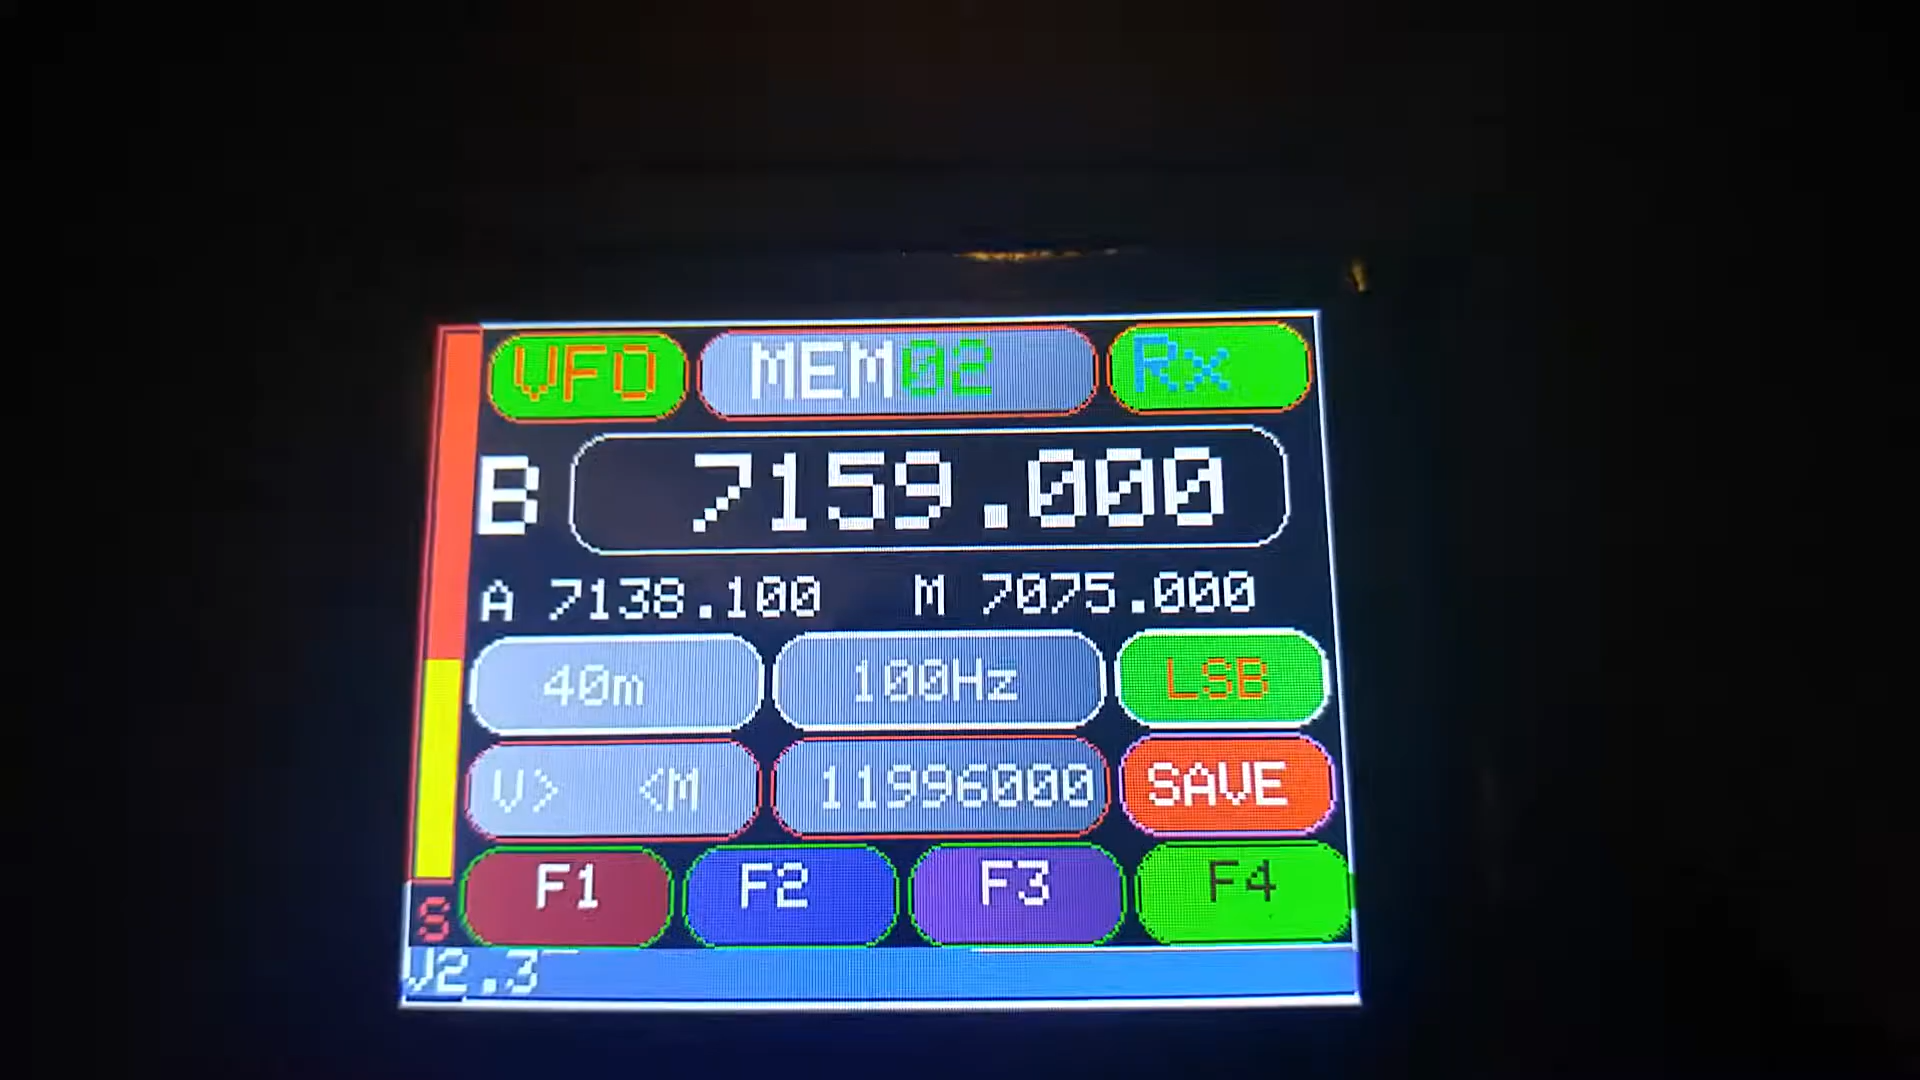 VFO MEM02 Rx
B 7159.000
A 7138.100 M 7075.000
40m 100Hz LSB
V> <M 11996000 SAVE
F1 F2 F3 F4
S
V2.3